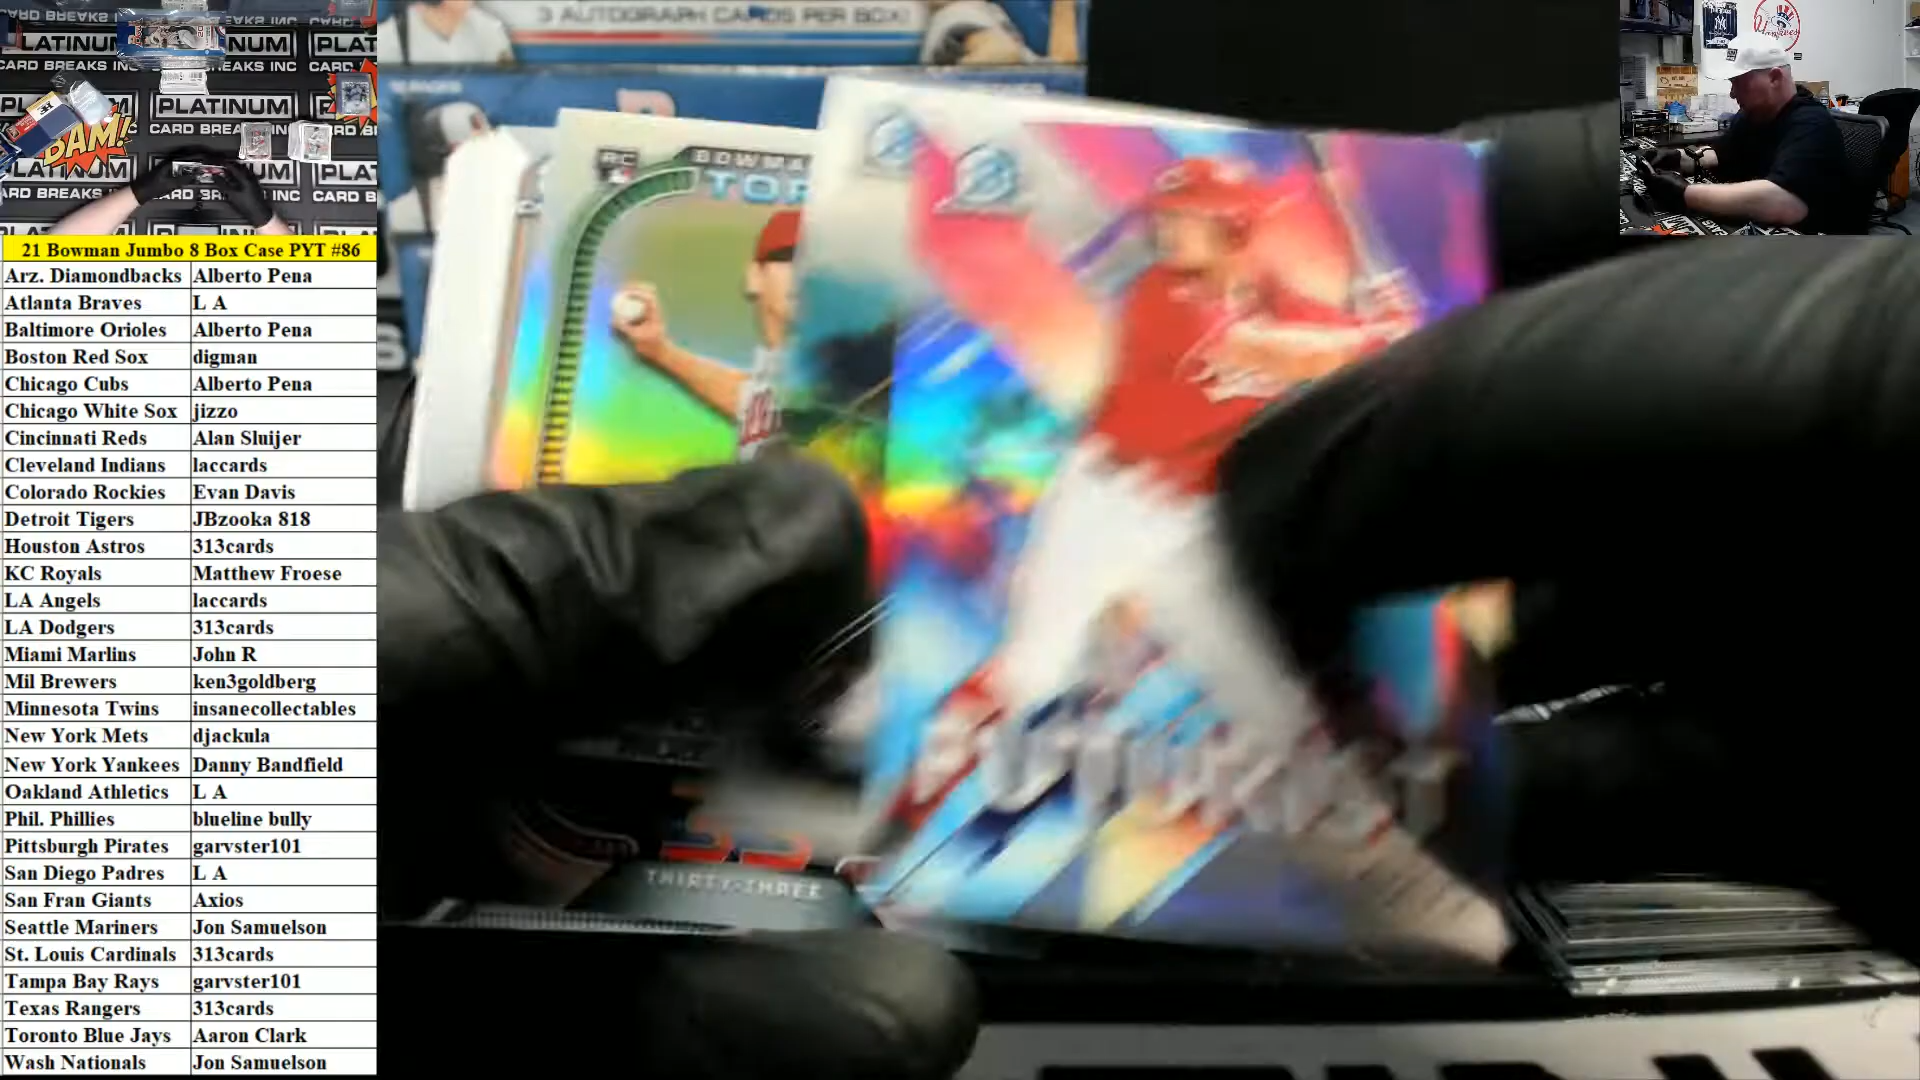 3 AUTOGRAPH CARDS PER BOX
PLATINUM
CARD BREAKS INC
BAM!
Yankees
RC
BOWMA
TOP
THIRTY-THREE
FUTURIST
21 Bowman Jumbo 8 Box Case PYT #86
Arz. Diamondbacks Alberto Pena
Atlanta Braves L A
Baltimore Orioles Alberto Pena
Boston Red Sox digman
Chicago Cubs Alberto Pena
Chicago White Sox jizzo
Cincinnati Reds Alan Sluijer
Cleveland Indians laccards
Colorado Rockies Evan Davis
Detroit Tigers JBzooka 818
Houston Astros 313cards
KC Royals Matthew Froese
LA Angels laccards
LA Dodgers 313cards
Miami Marlins John R
Mil Brewers ken3goldberg
Minnesota Twins insanecollectables
New York Mets djackula
New York Yankees Danny Bandfield
Oakland Athletics L A
Phil. Phillies blueline bully
Pittsburgh Pirates garvster101
San Diego Padres L A
San Fran Giants Axios
Seattle Mariners Jon Samuelson
St. Louis Cardinals 313cards
Tampa Bay Rays garvster101
Texas Rangers 313cards
Toronto Blue Jays Aaron Clark
Wash Nationals Jon Samuelson